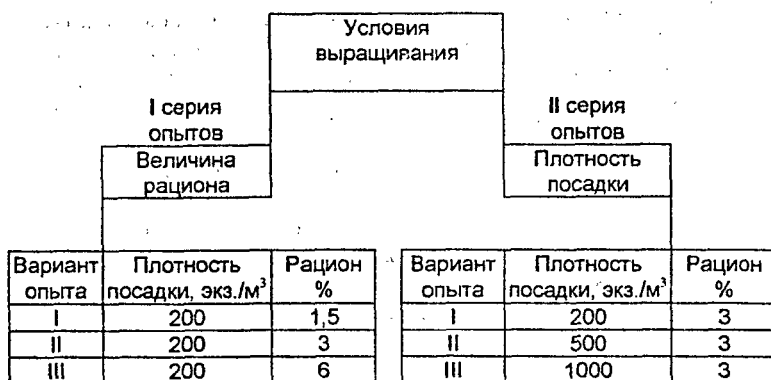 Условия
выращивания
I серия
опытов
Величина
рациона
II серия
опытов
Плотность
посадки
Вариант опыта Плотность посадки, экз./м³ Рацион %
I 200 1,5
II 200 3
III 200 6
Вариант опыта Плотность посадки, экз./м³ Рацион %
I 200 3
II 500 3
III 1000 3